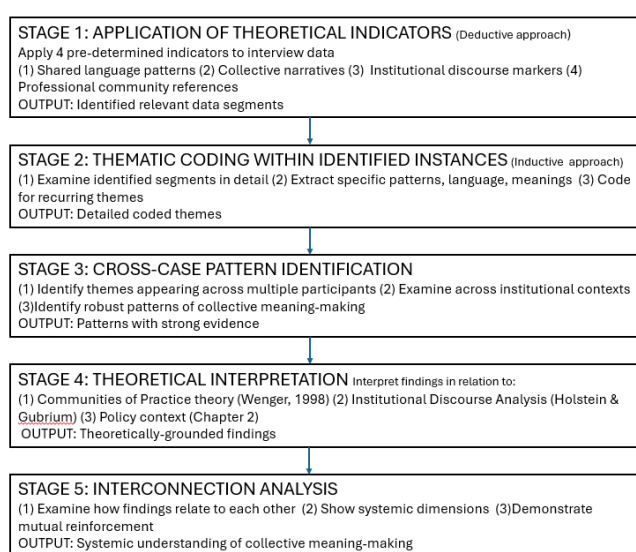 STAGE 1: APPLICATION OF THEORETICAL INDICATORS (Deductive approach)
Apply 4 pre-determined indicators to interview data
(1) Shared language patterns (2) Collective narratives (3) Institutional discourse markers (4)
Professional community references
OUTPUT: Identified relevant data segments
STAGE 2: THEMATIC CODING WITHIN IDENTIFIED INSTANCES (Inductive approach)
(1) Examine identified segments in detail (2) Extract specific patterns, language, meanings (3) Code
for recurring themes
OUTPUT: Detailed coded themes
STAGE 3: CROSS-CASE PATTERN IDENTIFICATION
(1) Identify themes appearing across multiple participants (2) Examine across institutional contexts
(3)Identify robust patterns of collective meaning-making
OUTPUT: Patterns with strong evidence
STAGE 4: THEORETICAL INTERPRETATION Interpret findings in relation to:
(1) Communities of Practice theory (Wenger, 1998) (2) Institutional Discourse Analysis (Holstein &
Gubrium) (3) Policy context (Chapter 2)
OUTPUT: Theoretically-grounded findings
STAGE 5: INTERCONNECTION ANALYSIS
(1) Examine how findings relate to each other (2) Show systemic dimensions (3)Demonstrate
mutual reinforcement
OUTPUT: Systemic understanding of collective meaning-making